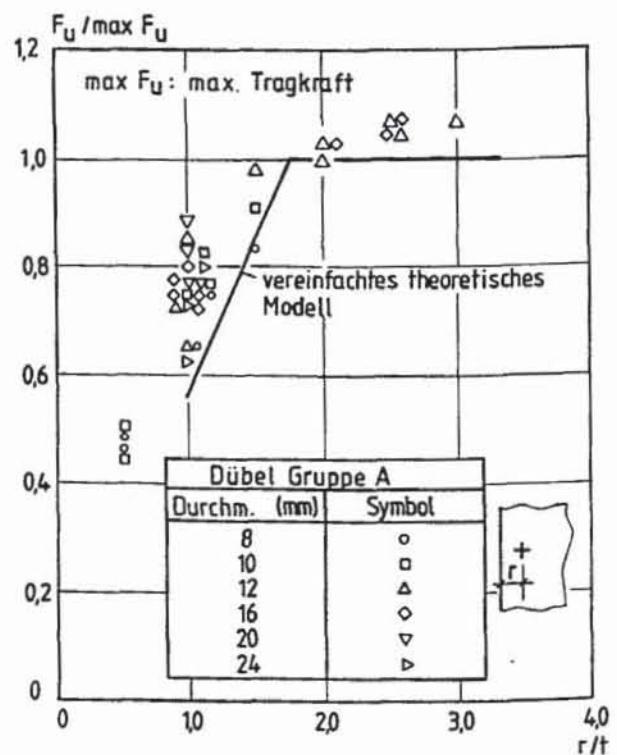 F_u / max F_u
1,2
max F_u : max. Tragkraft
1,0
0,8
vereinfachtes theoretisches
Modell
0,6
0,4
Dübel Gruppe A
Durchm. (mm) Symbol
8
10
12
16
20
24
r
0,2
0
0 1,0 2,0 3,0 4,0
r/t